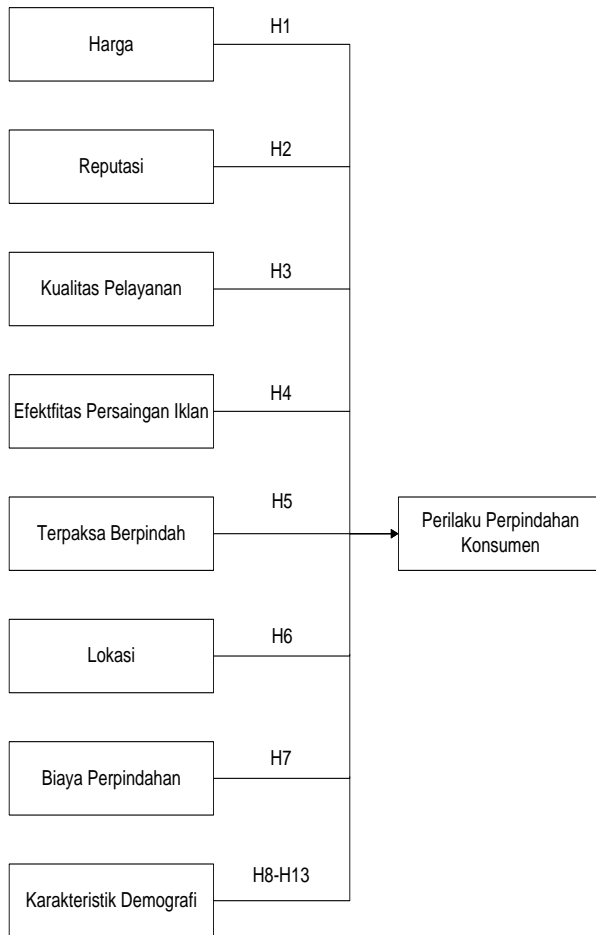 Harga
H1
Reputasi
H2
Kualitas Pelayanan
H3
Efektfitas Persaingan Iklan
H4
Terpaksa Berpindah
H5
Perilaku Perpindahan
Konsumen
Lokasi
H6
Biaya Perpindahan
H7
Karakteristik Demografi
H8-H13